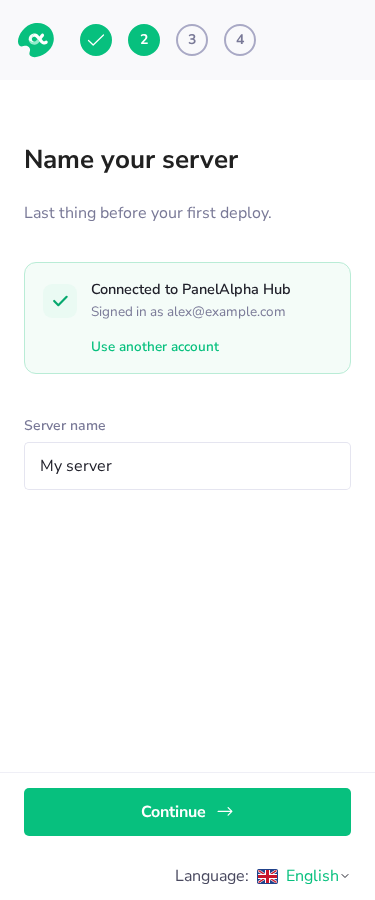 2 3 4
Name your server
Last thing before your first deploy.
Connected to PanelAlpha Hub
Signed in as alex@example.com
Use another account
Server name
My server
Continue
Language: English